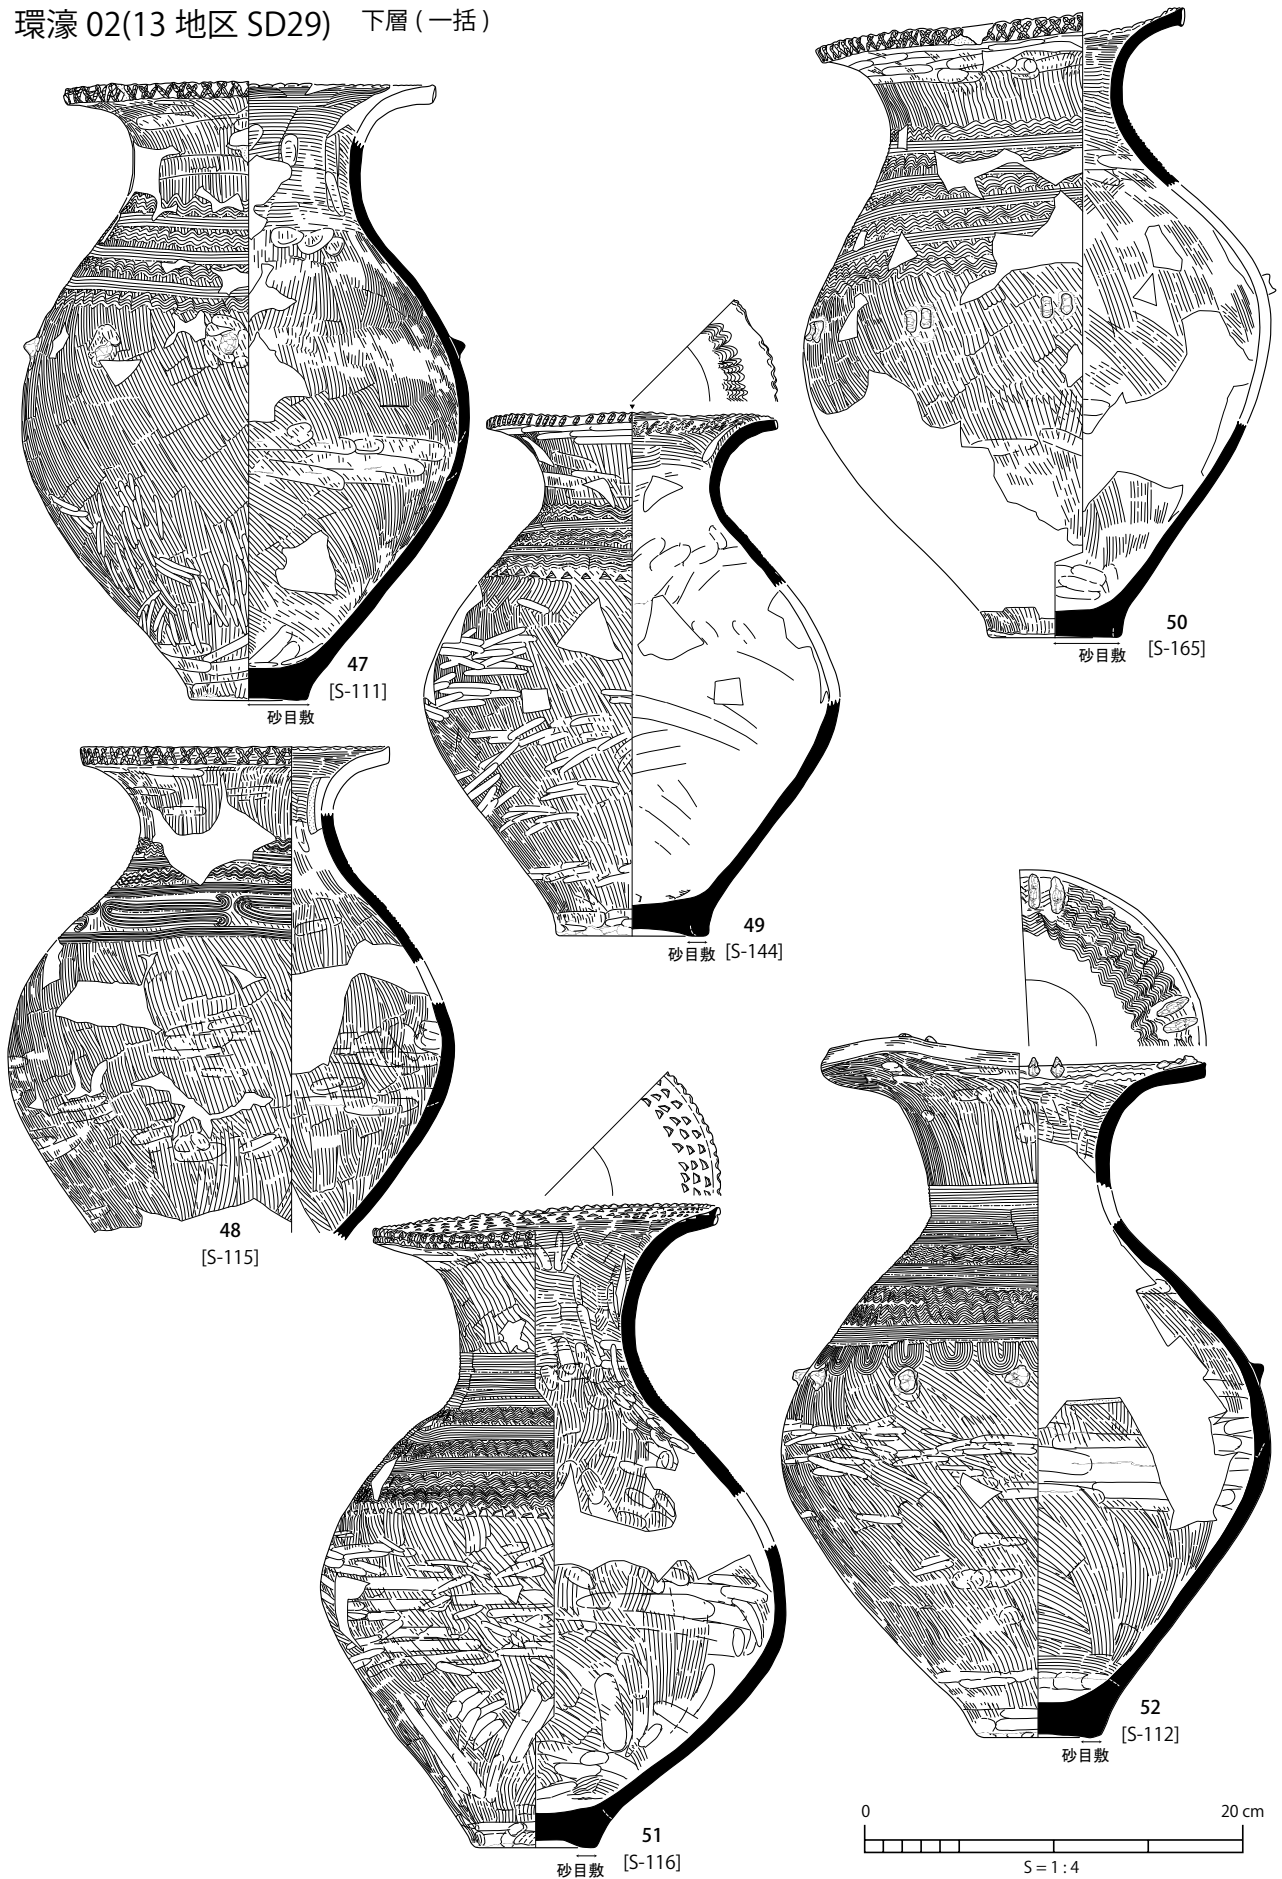 環濠 02(13 地区 SD29) 下層 ( 一括 )
47
[S-111]
砂目敷
50
[S-165]
砂目敷
49
[S-144]
砂目敷
48
[S-115]
52
[S-112]
砂目敷
51
[S-116]
砂目敷
0 20 cm
S = 1 : 4